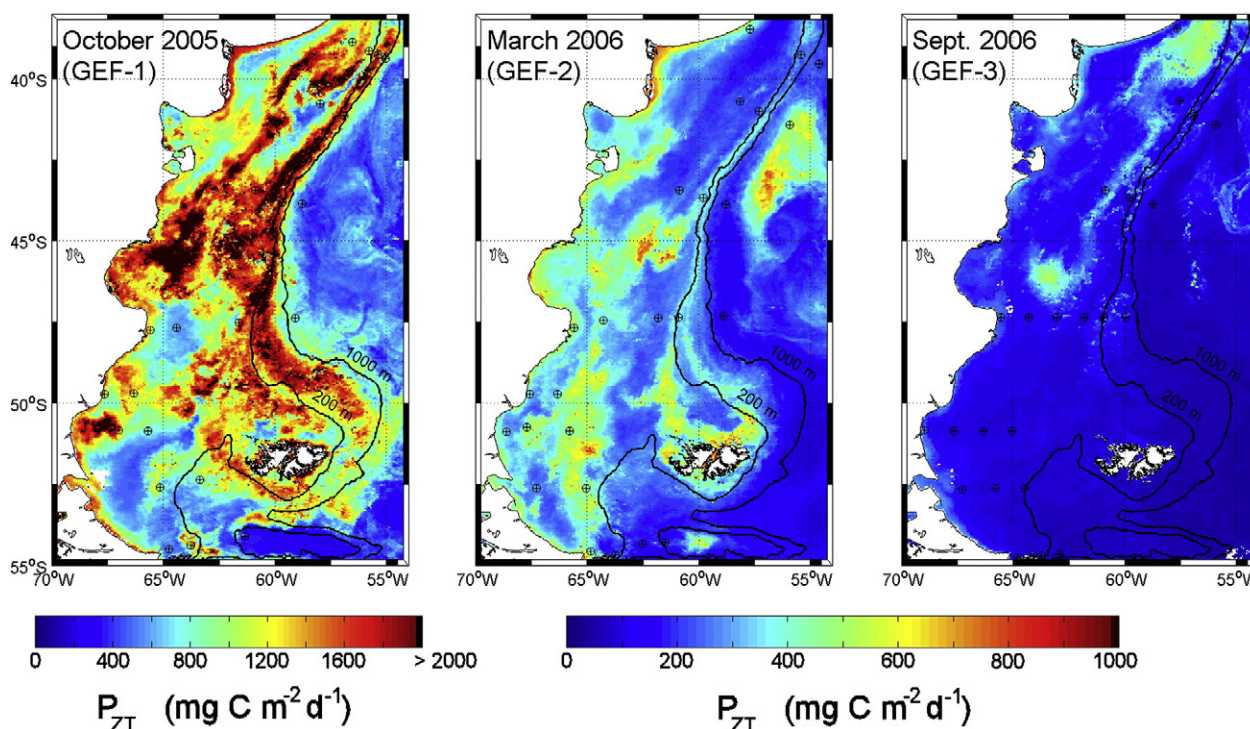 October 2005
(GEF-1)
March 2006
(GEF-2)
Sept. 2006
(GEF-3)
40°S
45°S
50°S
55°S
1000 m
200 m
1000 m
200 m
1000 m
200 m
70°W 65°W 60°W 55°W
70°W 65°W 60°W 55°W
70°W 65°W 60°W 55°W
0 400 800 1200 1600 > 2000
0 200 400 600 800 1000
P_ZT (mg C m⁻² d⁻¹)
P_ZT (mg C m⁻² d⁻¹)